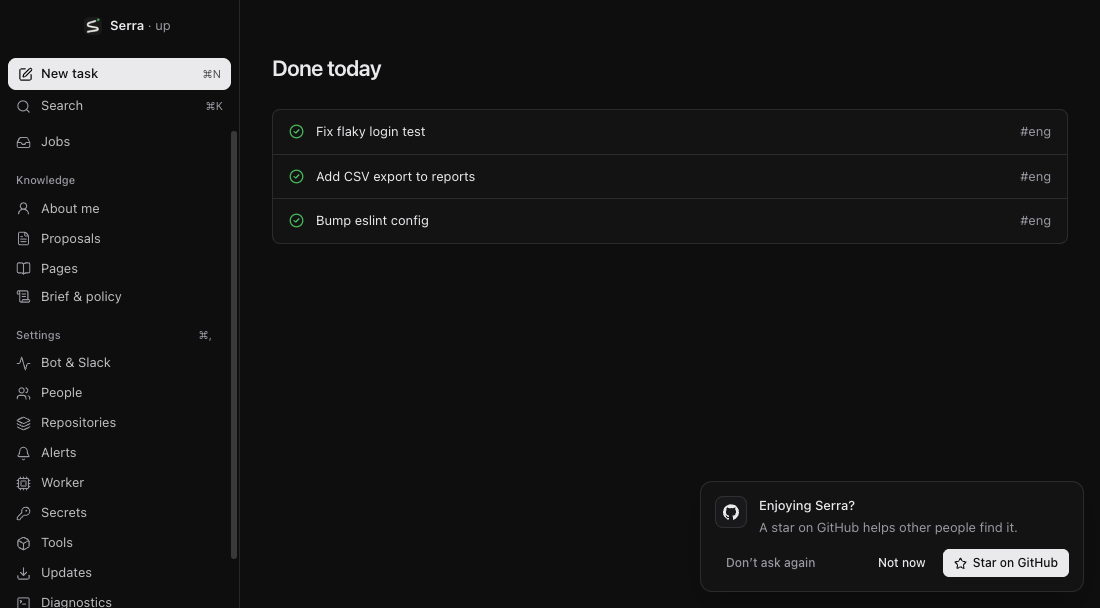 Serra · up
New task ⌘N
Search ⌘K
Jobs
Knowledge
About me
Proposals
Pages
Brief & policy
Settings ⌘,
Bot & Slack
People
Repositories
Alerts
Worker
Secrets
Tools
Updates
Diagnostics
Done today
Fix flaky login test #eng
Add CSV export to reports #eng
Bump eslint config #eng
Enjoying Serra?
A star on GitHub helps other people find it.
Don't ask again Not now Star on GitHub